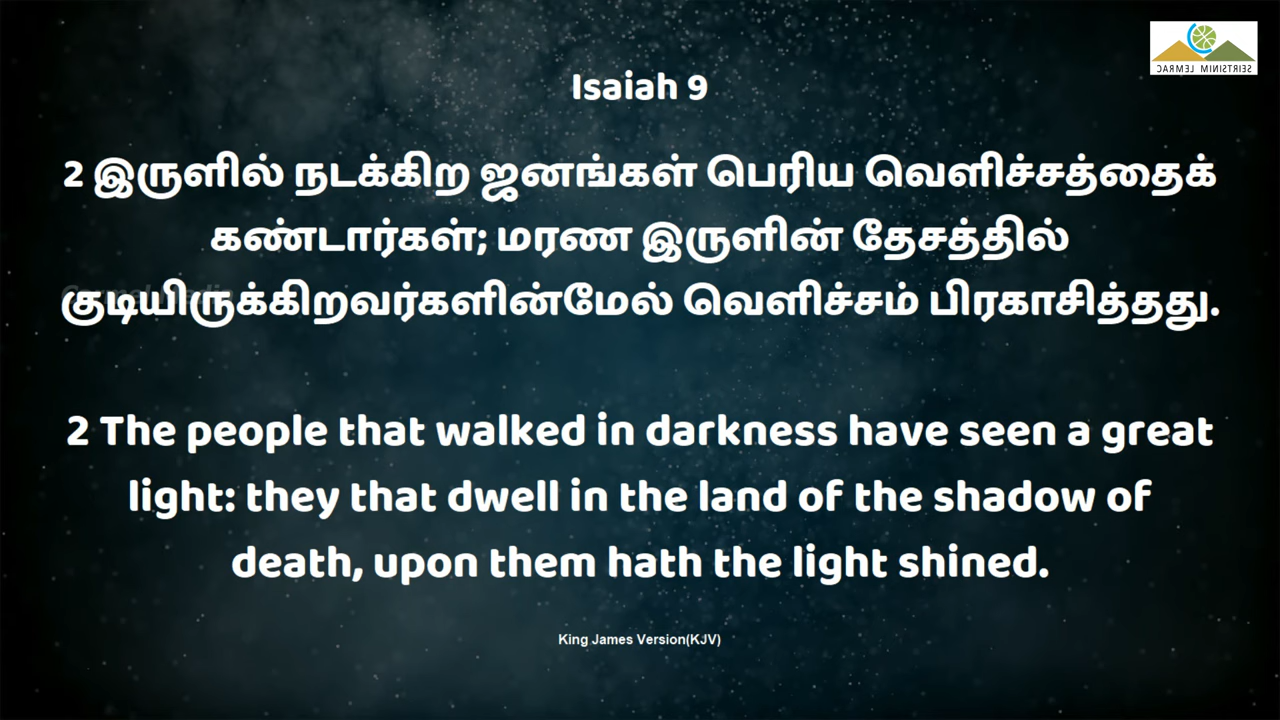 Isaiah 9
2 இருளில் நடக்கிற ஜனங்கள் பெரிய வெளிச்சத்தைக்
கண்டார்கள்; மரண இருளின் தேசத்தில்
குடியிருக்கிறவர்களின்மேல் வெளிச்சம் பிரகாசித்தது.
2 The people that walked in darkness have seen a great
light: they that dwell in the land of the shadow of
death, upon them hath the light shined.
King James Version(KJV)
CARMEL MINISTRIES